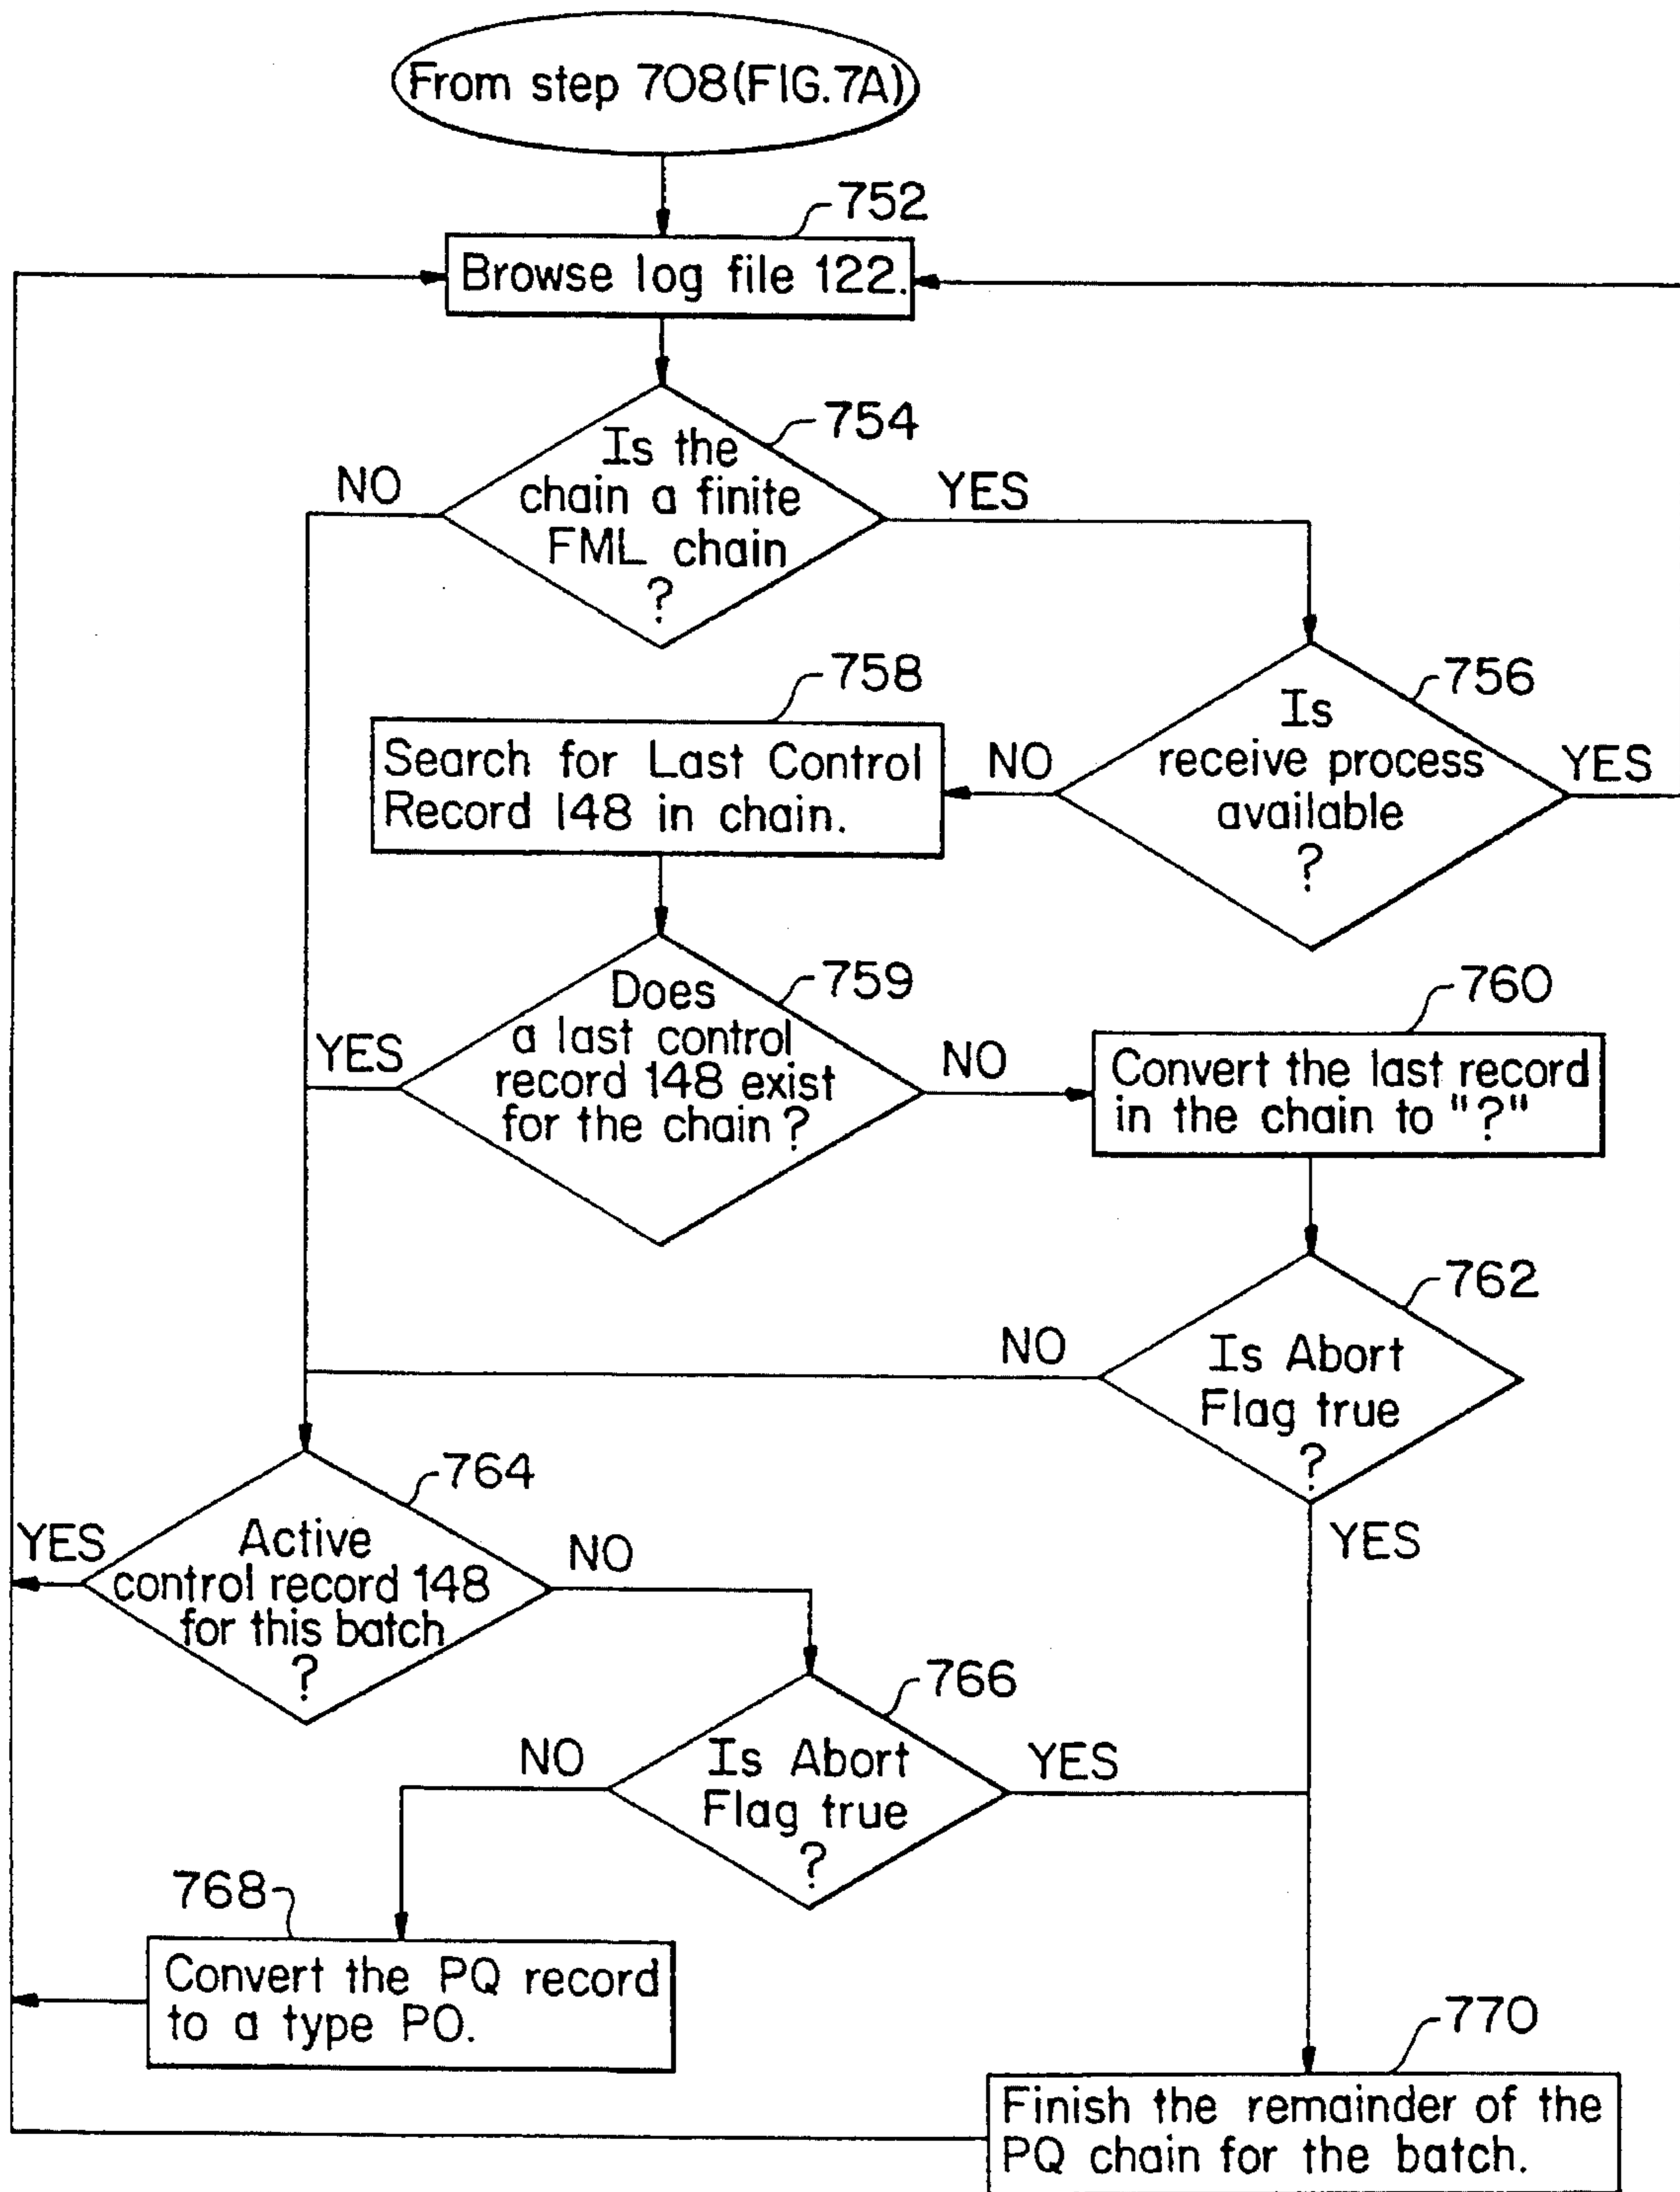 From step 708(FIG.7A)
752
Browse log file 122.
754
Is the
chain a finite
FML chain
?
NO
YES
758
756
Search for Last Control
Record 148 in chain.
NO
Is
receive process
available
?
YES
759
Does
a last control
record 148 exist
for the chain?
YES
NO
760
Convert the last record
in the chain to "?"
762
NO
Is Abort
Flag true
?
YES
764
YES
Active
control record 148
for this batch
?
NO
766
NO
Is Abort
Flag true
?
YES
768
Convert the PQ record
to a type PO.
770
Finish the remainder of the
PQ chain for the batch.